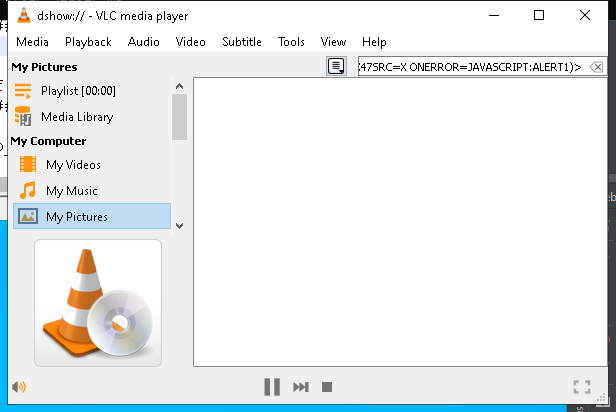 dshow:// - VLC media player
Media Playback Audio Video Subtitle Tools View Help
My Pictures
47SRC=X ONERROR=JAVASCRIPT:ALERT1)>
Playlist [00:00]
Media Library
My Computer
My Videos
My Music
My Pictures